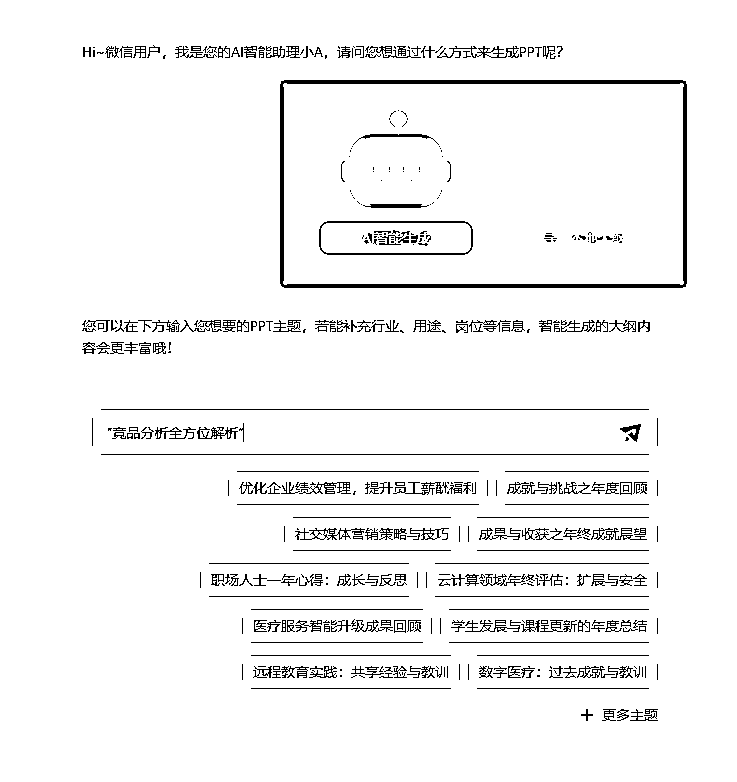 Hi~微信用户，我是您的AI智能助理小A，请问您想通过什么方式来生成PPT呢？
AI智能生成
您可以在下方输入您想要的PPT主题，若能补充行业、用途、岗位等信息，智能生成的大纲内
容会更丰富哦！
"竞品分析全方位解析"
优化企业绩效管理，提升员工薪酬福利 成就与挑战之年度回顾
社交媒体营销策略与技巧 成果与收获之年终成就展望
职场人士一年心得：成长与反思 云计算领域年终评估：扩展与安全
医疗服务智能升级成果回顾 学生发展与课程更新的年度总结
远程教育实践：共享经验与教训 数字医疗：过去成就与教训
+ 更多主题